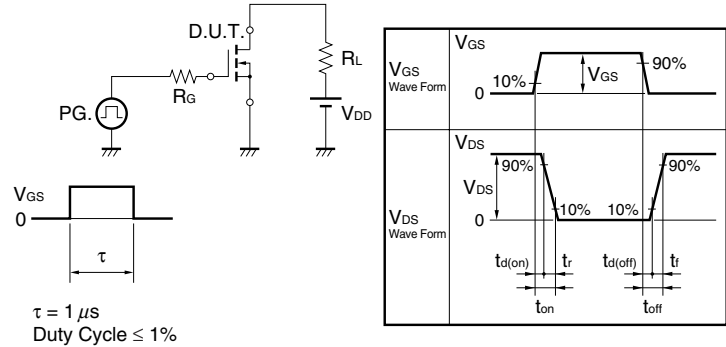 D.U.T.
RL
RG
PG.
VDD
VGS
0
τ
τ = 1 μs
Duty Cycle ≤ 1%
VGS
Wave Form
VGS
10%
VGS
90%
0
VDS
Wave Form
VDS
90%
VDS
10%
10%
90%
0
td(on)
tr
td(off)
tf
ton
toff